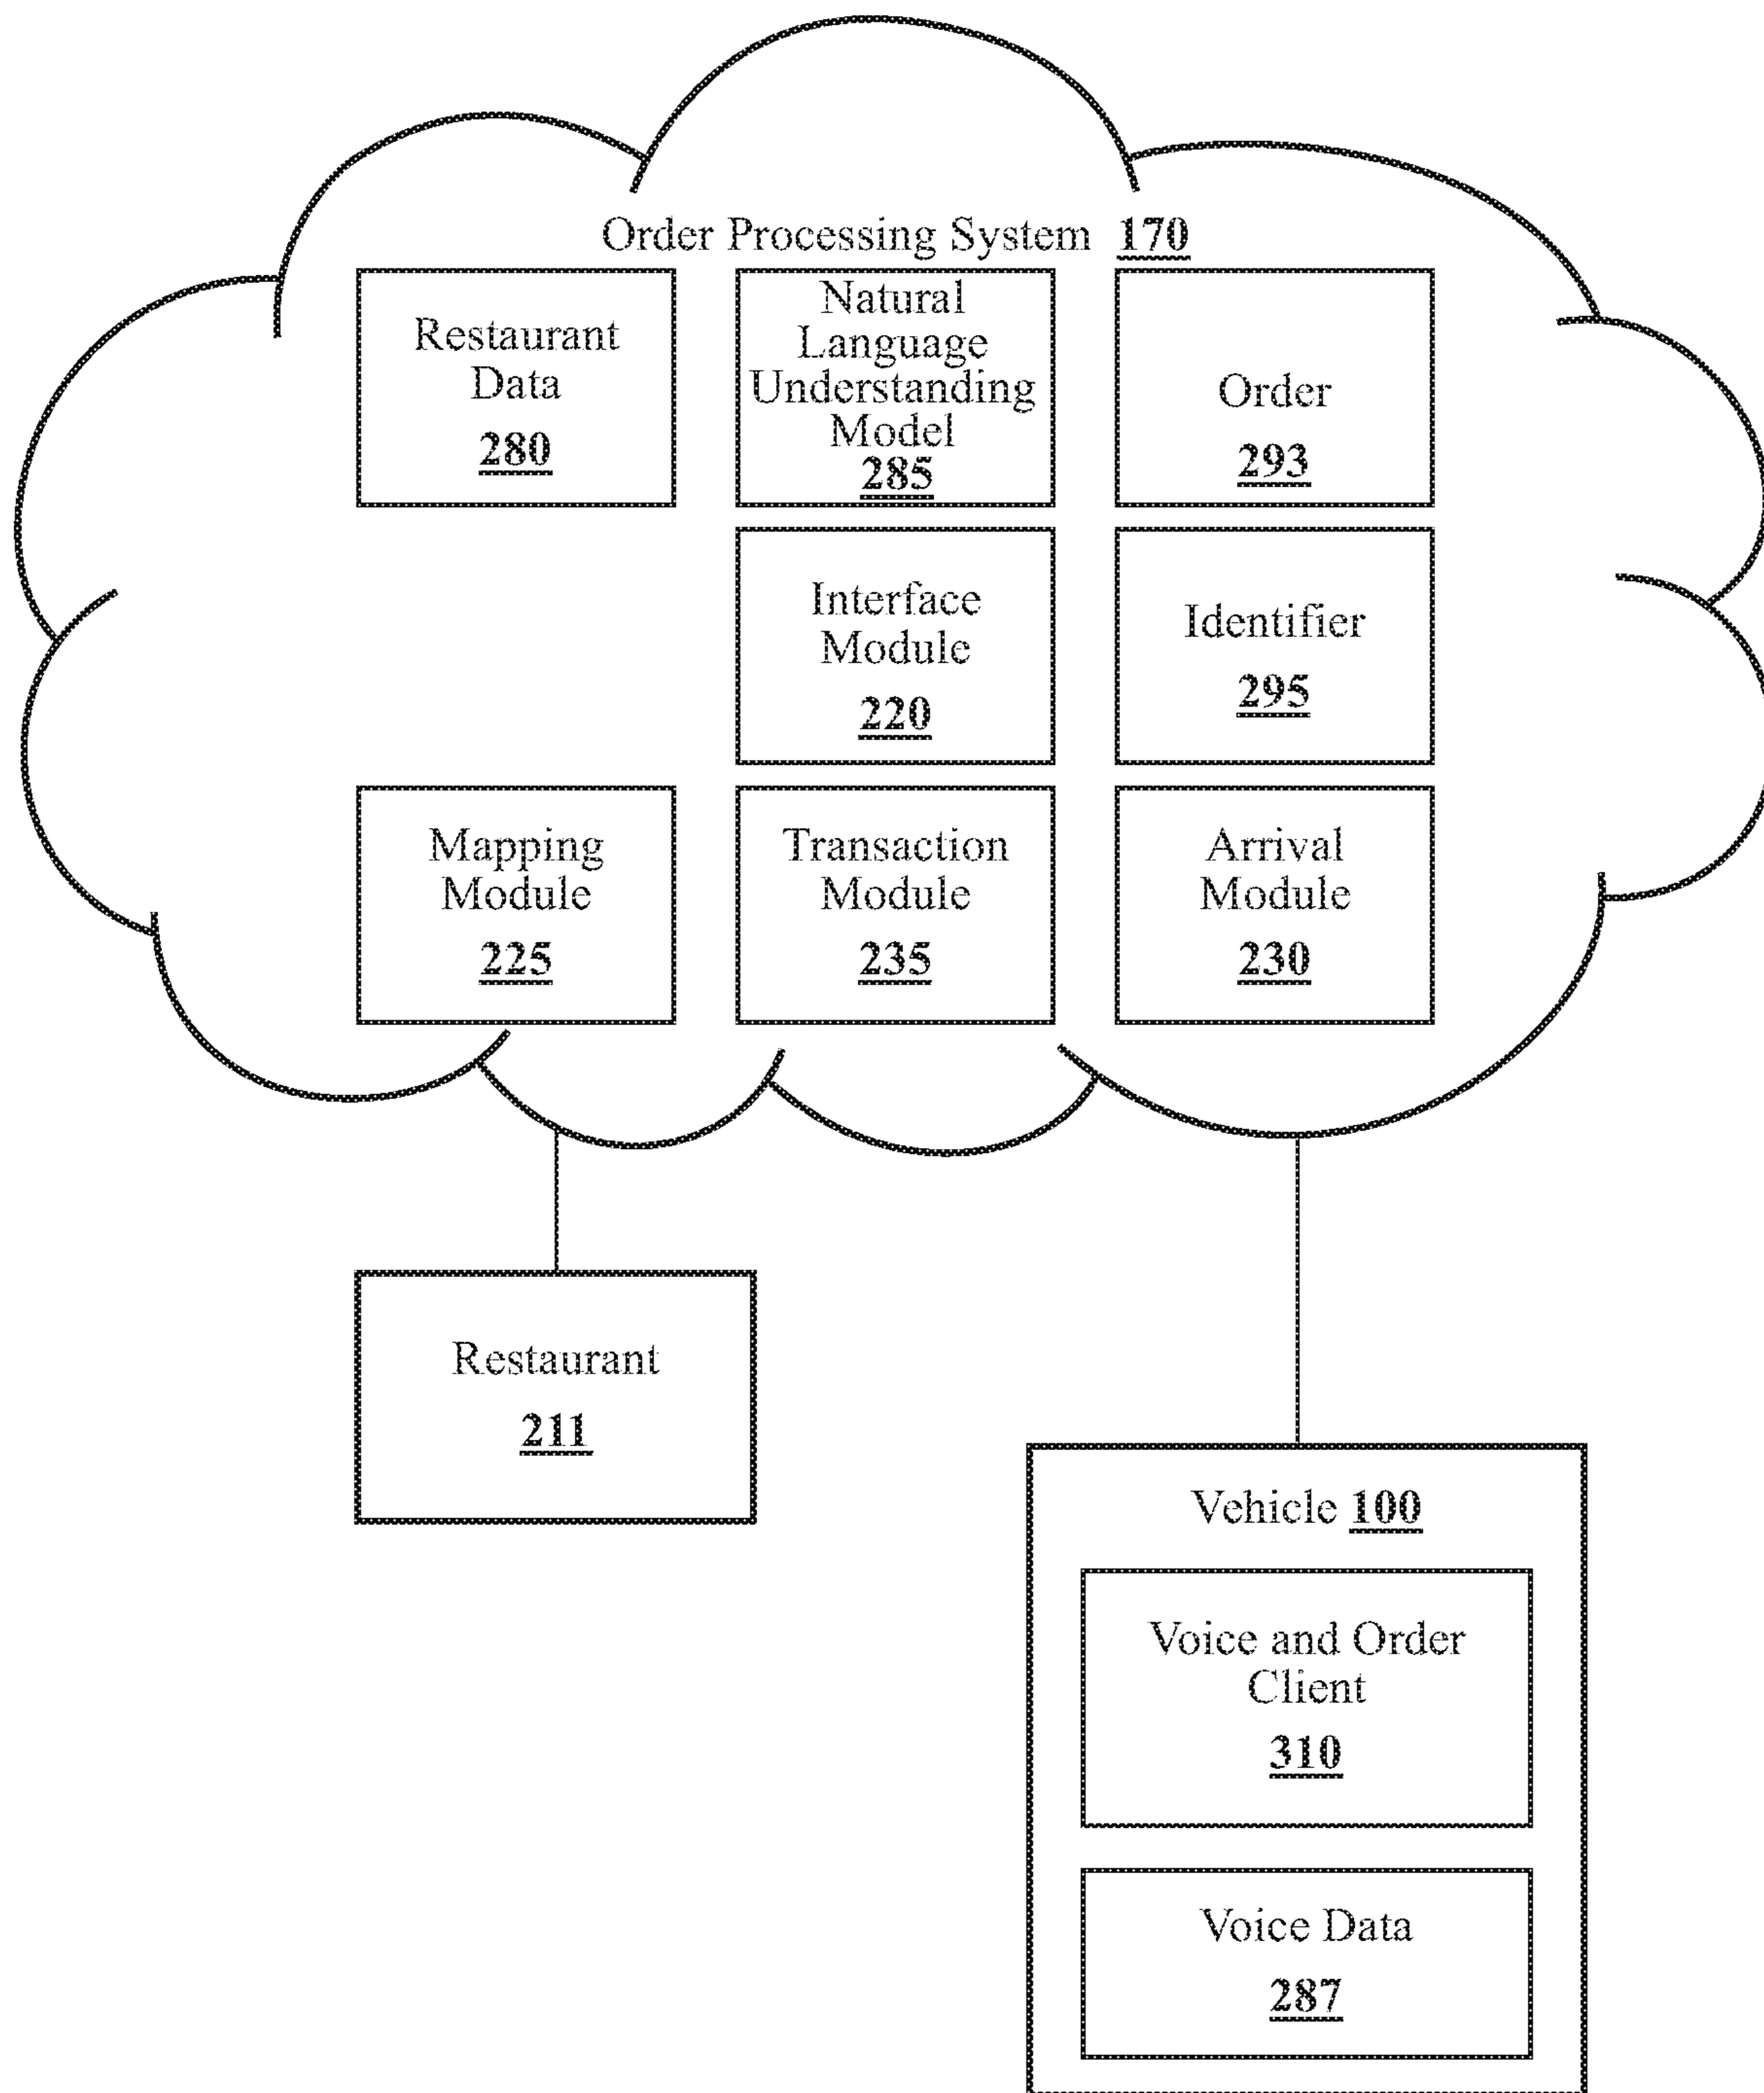 Order Processing System 170
Restaurant
Data
280
Natural
Language
Understanding
Model
285
Order
293
Interface
Module
220
Identifier
295
Mapping
Module
225
Transaction
Module
235
Arrival
Module
230
Restaurant
211
Vehicle 100
Voice and Order
Client
310
Voice Data
287